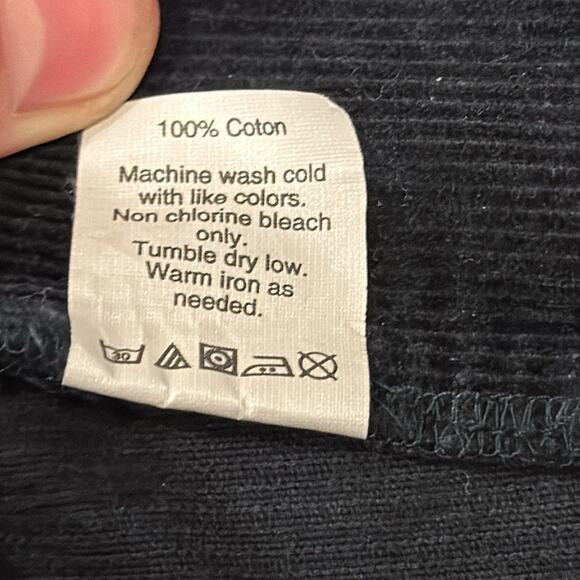 100% Coton
Machine wash cold
with like colors.
Non chlorine bleach
only.
Tumble dry low.
Warm iron as
needed.
30